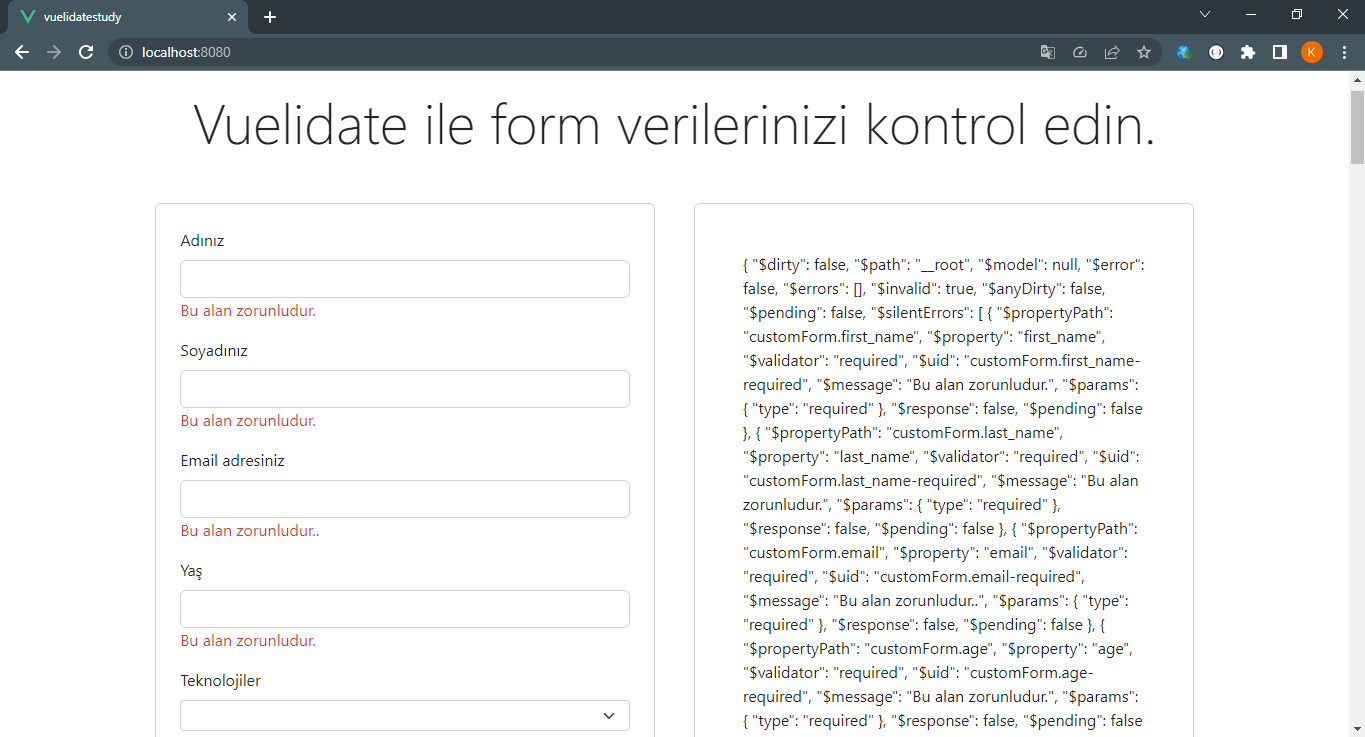 vuelidatestudy
localhost:8080
K
Vuelidate ile form verilerinizi kontrol edin.
Adınız
Bu alan zorunludur.
Soyadınız
Bu alan zorunludur.
Email adresiniz
Bu alan zorunludur..
Yaş
Bu alan zorunludur.
Teknolojiler
{ "$dirty": false, "$path": "__root", "$model": null, "$error":
false, "$errors": [], "$invalid": true, "$anyDirty": false,
"$pending": false, "$silentErrors": [ { "$propertyPath":
"customForm.first_name", "$property": "first_name",
"$validator": "required", "$uid": "customForm.first_name-
required", "$message": "Bu alan zorunludur.", "$params":
{ "type": "required" }, "$response": false, "$pending": false
}, { "$propertyPath": "customForm.last_name",
"$property": "last_name", "$validator": "required", "$uid":
"customForm.last_name-required", "$message": "Bu alan
zorunludur.", "$params": { "type": "required" },
"$response": false, "$pending": false }, { "$propertyPath":
"customForm.email", "$property": "email", "$validator":
"required", "$uid": "customForm.email-required",
"$message": "Bu alan zorunludur..", "$params": { "type":
"required" }, "$response": false, "$pending": false }, {
"$propertyPath": "customForm.age", "$property": "age",
"$validator": "required", "$uid": "customForm.age-
required", "$message": "Bu alan zorunludur.", "$params":
{ "type": "required" }, "$response": false, "$pending": false